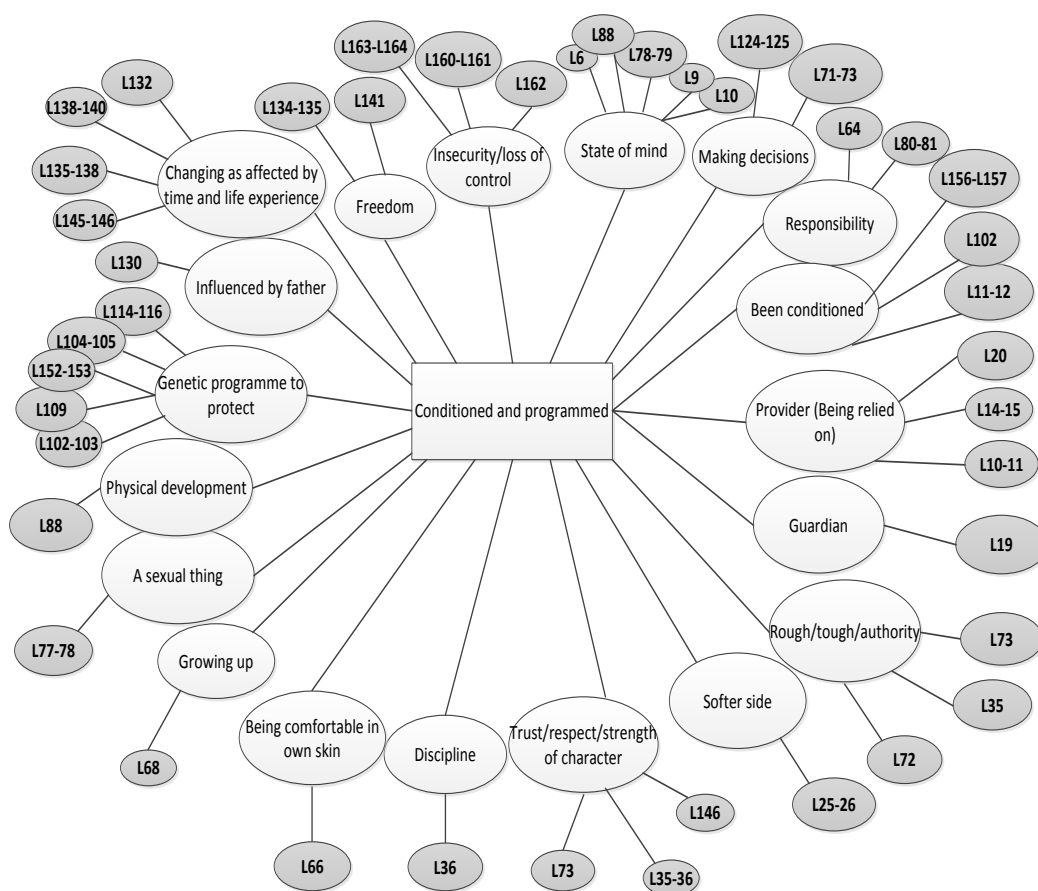 L163-L164
L160-L161
L6
L88
L78-79
L124-125
L132
L138-140
L134-135
L141
L162
L9
L10
L71-73
L64
L80-81
L135-138
L145-146
Changing as affected by
time and life experience
Freedom
Insecurity/loss of
control
State of mind
Making decisions
Responsibility
L156-L157
L130
Influenced by father
Been conditioned
L102
L11-12
L114-116
L104-105
L152-153
L109
L102-103
Genetic programme to
protect
Conditioned and programmed
Provider (Being relied
on)
L20
L14-15
L10-11
Physical development
L88
Guardian
L19
A sexual thing
L77-78
Rough/tough/authority
L73
L35
L72
Growing up
L68
Softer side
L25-26
Being comfortable in
own skin
L66
Discipline
L36
Trust/respect/strength
of character
L146
L73
L35-36